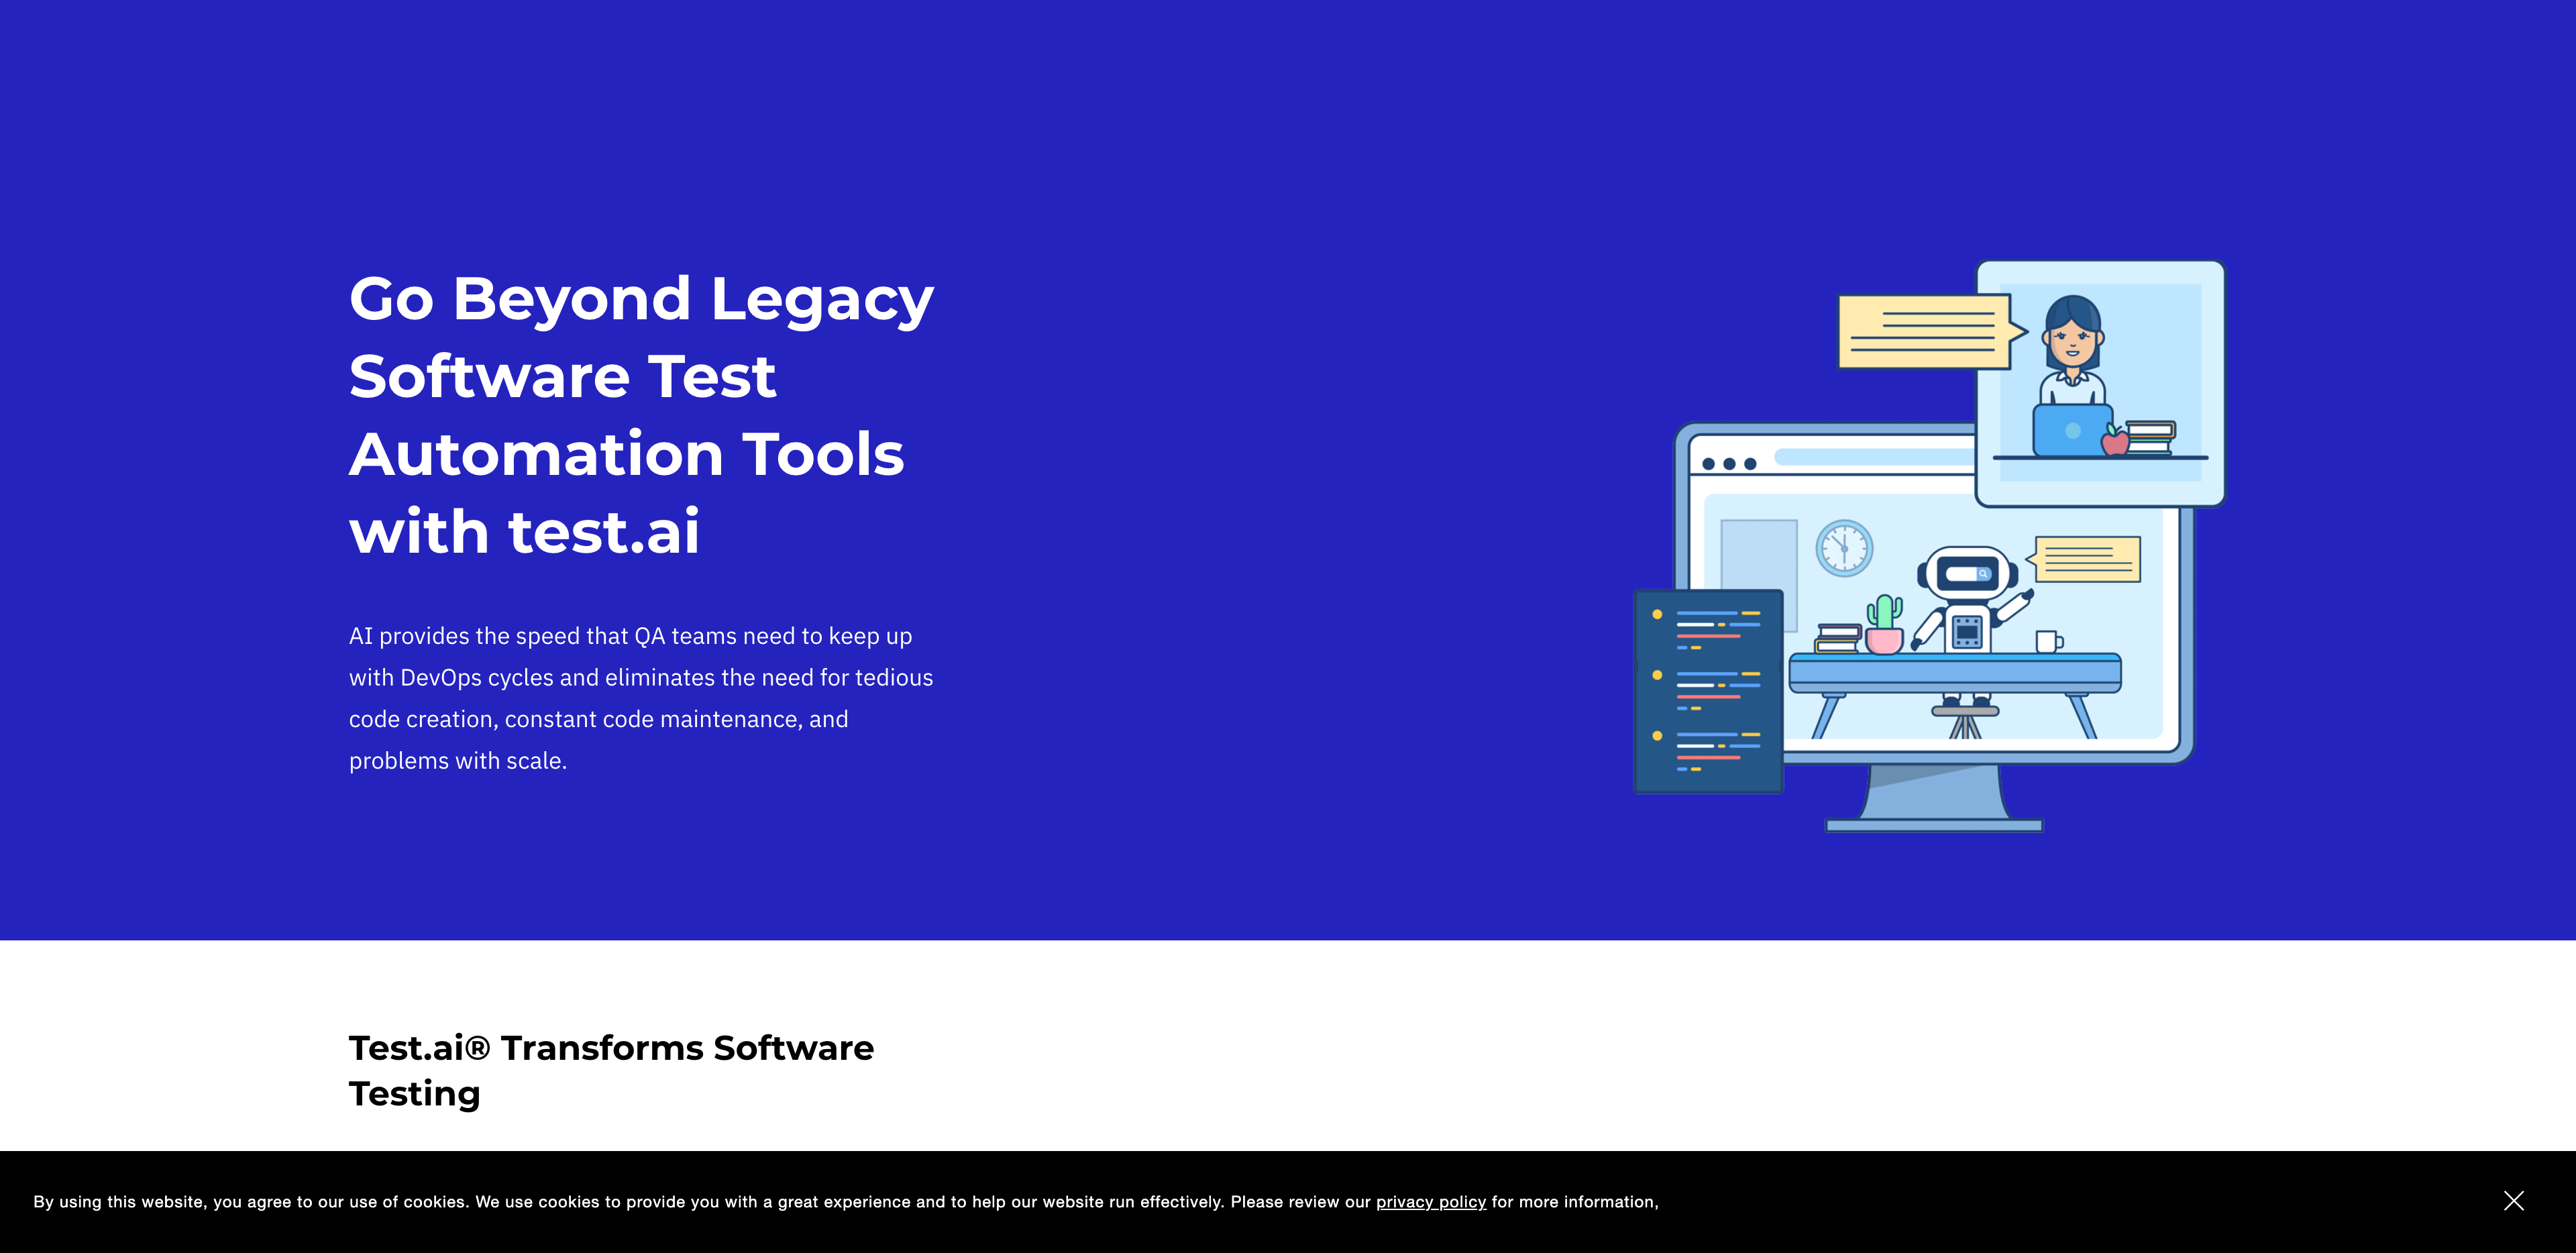 Go Beyond Legacy
Software Test
Automation Tools
with test.ai
AI provides the speed that QA teams need to keep up
with DevOps cycles and eliminates the need for tedious
code creation, constant code maintenance, and
problems with scale.
Test.ai® Transforms Software
Testing
By using this website, you agree to our use of cookies. We use cookies to provide you with a great experience and to help our website run effectively. Please review our privacy policy for more information,